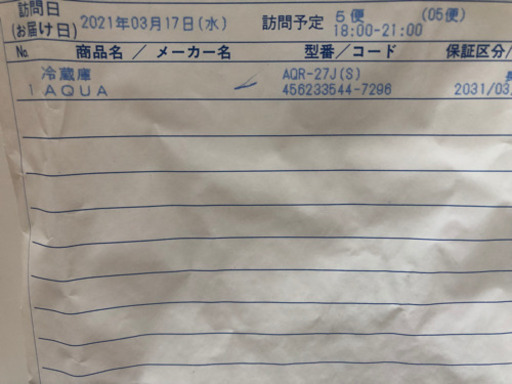 訪問日
(お届け日) 2021年03月17日(水) 訪問予定 5便 (05便)
18:00-21:00
№ 商品名 / メーカー名 型番/コード 保証区分/
冷蔵庫 AQR-27J(S)
1 AQUA 456233544-7296 2031/03